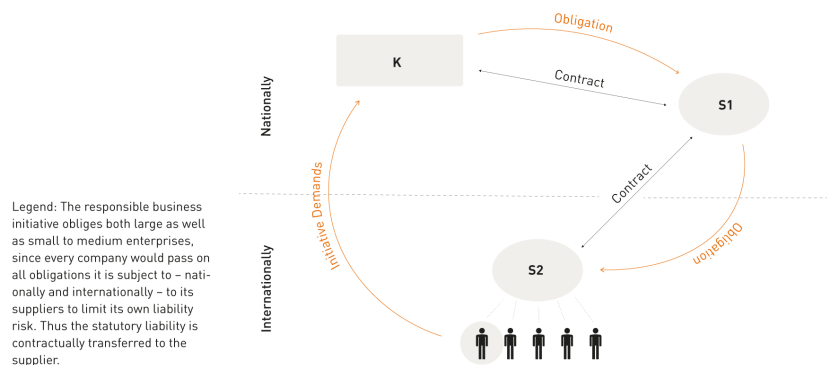 Obligation
K
Contract
S1
Nationally
Contract
Legend: The responsible business
initiative obliges both large as well
as small to medium enterprises,
since every company would pass on
all obligations it is subject to – nati-
onally and internationally – to its
suppliers to limit its own liability
risk. Thus the statutory liability is
contractually transferred to the
supplier.
Initiative Demands
Obligation
Internationally
S2